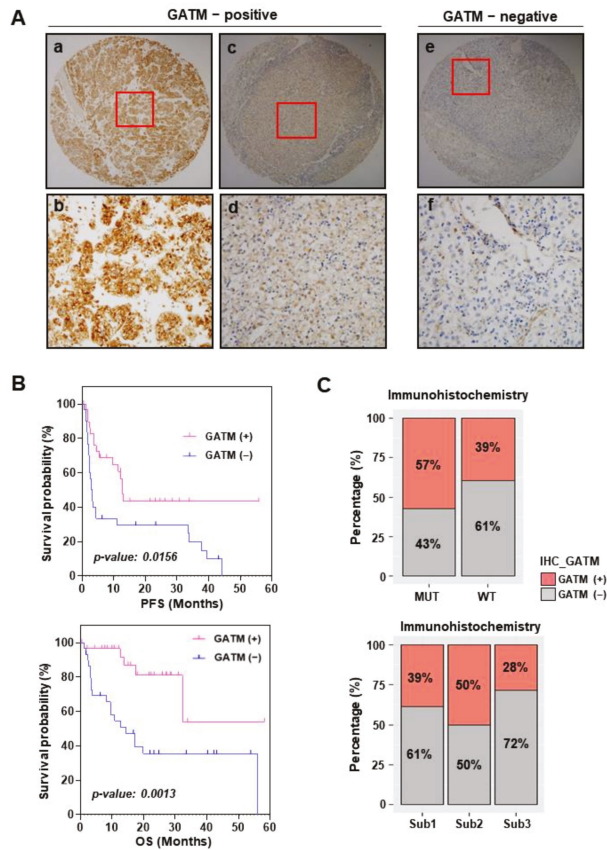 A
GATM − positive
GATM − negative
a
c
e
b
d
f
B
Survival probability (%)
100
80
60
40
20
0
GATM (+)
GATM (−)
p-value: 0.0156
0 10 20 30 40 50 60
PFS (Months)
Survival probability (%)
100
80
60
40
20
0
GATM (+)
GATM (−)
p-value: 0.0013
0 10 20 30 40 50 60
OS (Months)
C
Immunohistochemistry
Percentage (%)
100
75
50
25
0
57%
39%
43%
61%
MUT WT
IHC_GATM
GATM (+)
GATM (−)
Immunohistochemistry
Percentage (%)
100
75
50
25
0
39%
50%
28%
61%
50%
72%
Sub1 Sub2 Sub3